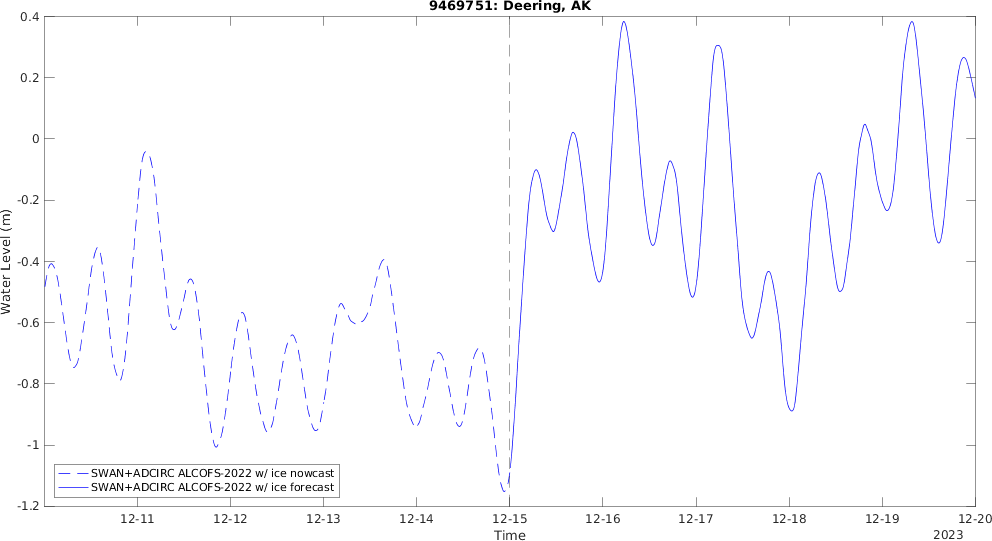 9469751: Deering, AK
0.4
0.2
0
-0.2
-0.4
-0.6
-0.8
-1
-1.2
Water Level (m)
SWAN+ADCIRC ALCOFS-2022 w/ ice nowcast
SWAN+ADCIRC ALCOFS-2022 w/ ice forecast
12-11 12-12 12-13 12-14 12-15 12-16 12-17 12-18 12-19 12-20
Time
2023